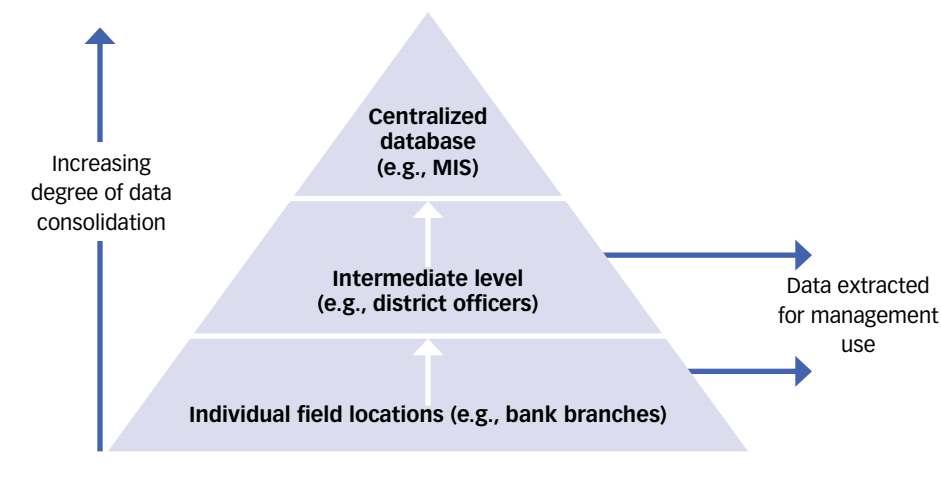 Centralized
database
(e.g., MIS)
Increasing
degree of data
consolidation
Intermediate level
(e.g., district officers)
Data extracted
for management
use
Individual field locations (e.g., bank branches)